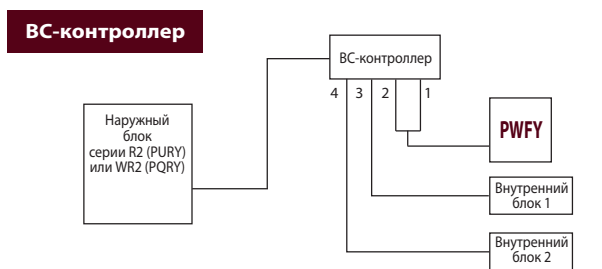 ВС-контроллер
ВС-контроллер
4 3 2 1
Наружный
блок
серии R2 (PURY)
или WR2 (PQRY)
PWFY
Внутренний
блок 1
Внутренний
блок 2